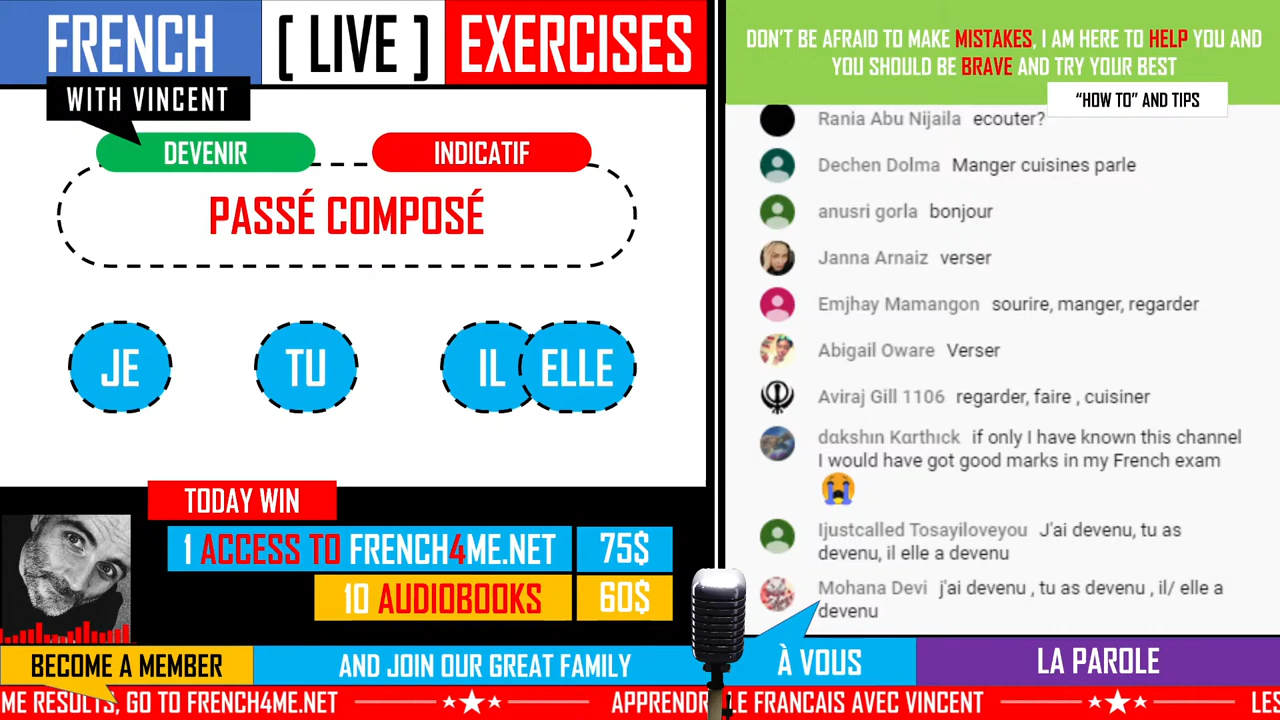 FRENCH [ LIVE ] EXERCISES
WITH VINCENT
DEVENIR INDICATIF
PASSÉ COMPOSÉ
JE TU IL ELLE
TODAY WIN
1 ACCESS TO FRENCH4ME.NET 75$
10 AUDIOBOOKS 60$
DON'T BE AFRAID TO MAKE MISTAKES, I AM HERE TO HELP YOU AND
YOU SHOULD BE BRAVE AND TRY YOUR BEST
“HOW TO” AND TIPS
Rania Abu Nijaila ecouter?
Dechen Dolma Manger cuisines parle
anusri gorla bonjour
Janna Arnaiz verser
Emjhay Mamangon sourire, manger, regarder
Abigail Oware Verser
Aviraj Gill 1106 regarder, faire , cuisiner
dαkshιn Kαrthιck if only I have known this channel
I would have got good marks in my French exam
😭
Ijustcalled Tosayiloveyou J'ai devenu, tu as
devenu, il elle a devenu
Mohana Devi j'ai devenu , tu as devenu , il/ elle a
devenu
BECOME A MEMBER AND JOIN OUR GREAT FAMILY À VOUS LA PAROLE
ME RESULTS, GO TO FRENCH4ME.NET APPRENDR LE FRANCAIS AVEC VINCENT LES